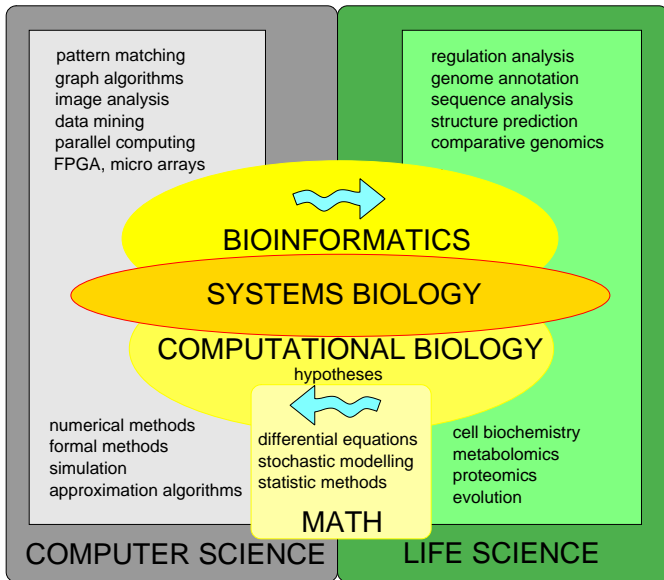 pattern matching
graph algorithms
image analysis
data mining
parallel computing
FPGA, micro arrays
regulation analysis
genome annotation
sequence analysis
structure prediction
comparative genomics
BIOINFORMATICS
SYSTEMS BIOLOGY
COMPUTATIONAL BIOLOGY
hypotheses
numerical methods
formal methods
simulation
approximation algorithms
differential equations
stochastic modelling
statistic methods
MATH
cell biochemistry
metabolomics
proteomics
evolution
COMPUTER SCIENCE
LIFE SCIENCE